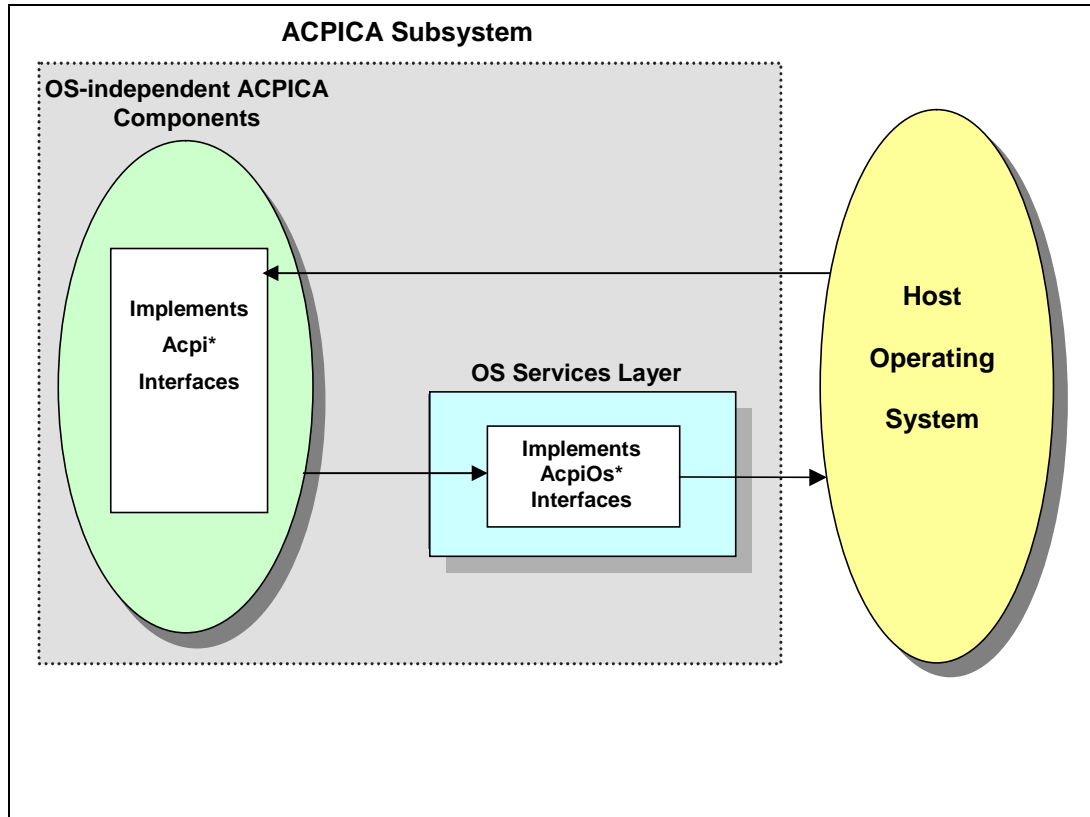 ACPICA Subsystem
OS-independent ACPICA
Components
Implements
Acpi*
Interfaces
OS Services Layer
Implements
AcpiOs*
Interfaces
Host
Operating
System